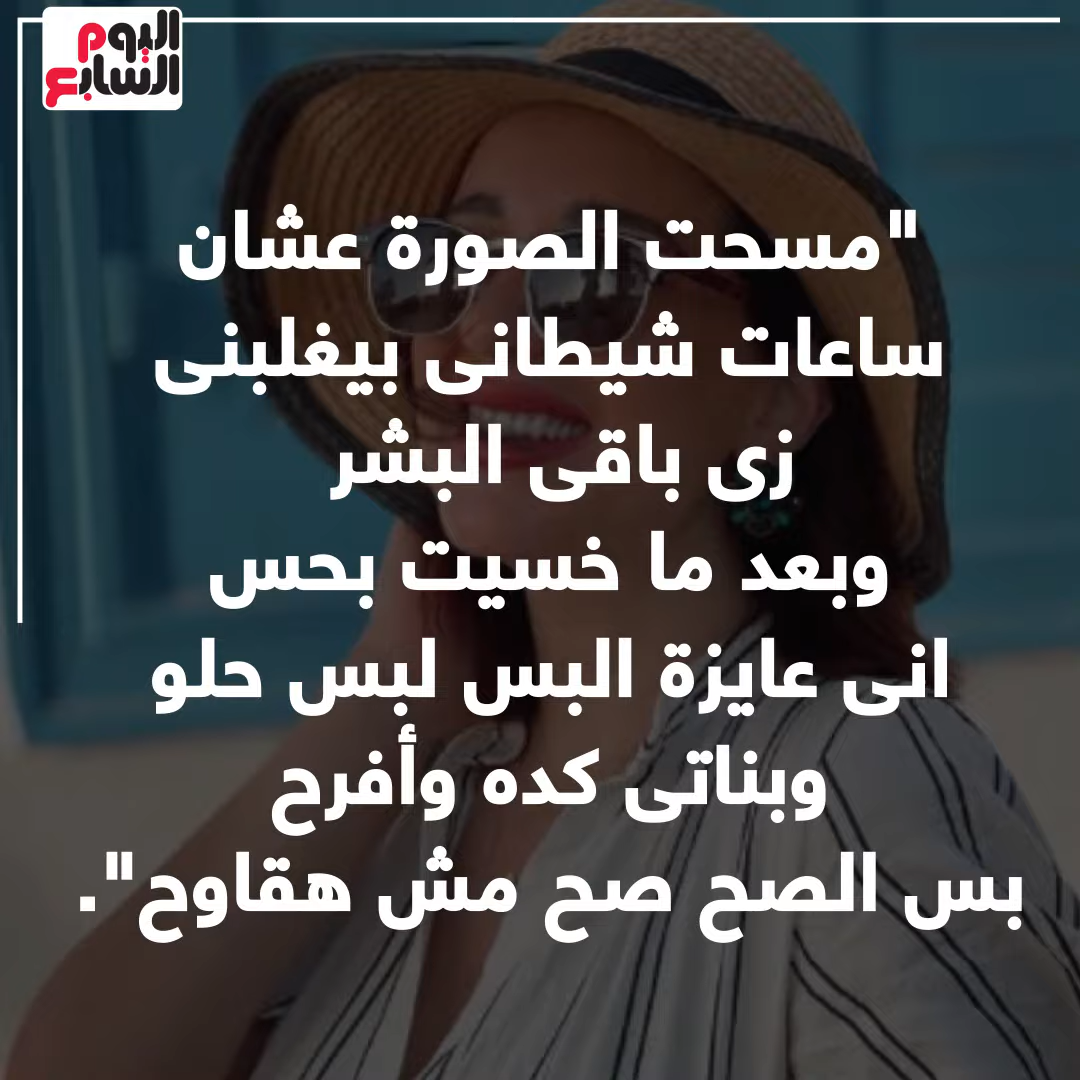 اليوم
السابع
"مسحت الصورة عشان
ساعات شيطانى بيغلبنى
زى باقى البشر
وبعد ما خسيت بحس
انى عايزة البس لبس حلو
وبناتى كده وأفرح
بس الصح صح مش هقاوح".